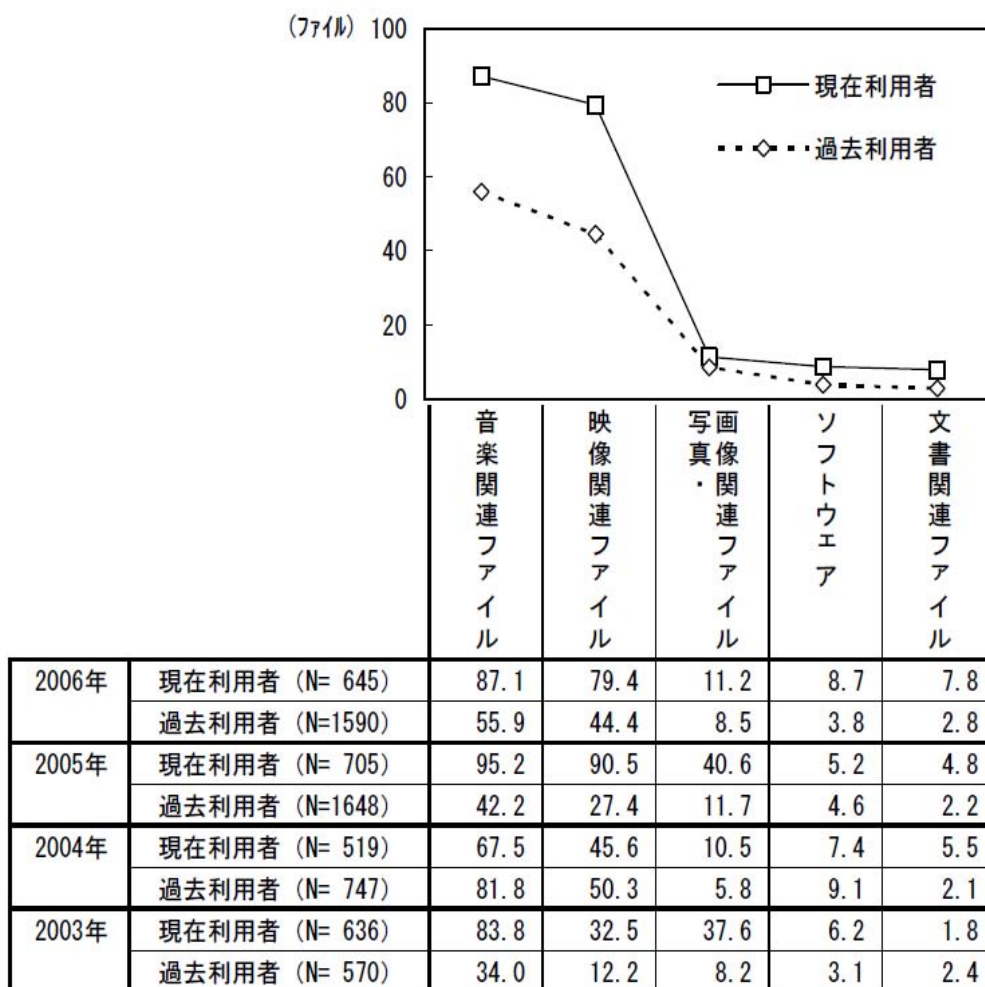 (ファイル) 100
80
60
40
20
0
現在利用者
過去利用者
音楽関連ファイル
映像関連ファイル
写真・
画像関連ファイル
ソフトウェア
文書関連ファイル
2006年 現在利用者 (N= 645) 87.1 79.4 11.2 8.7 7.8
過去利用者 (N=1590) 55.9 44.4 8.5 3.8 2.8
2005年 現在利用者 (N= 705) 95.2 90.5 40.6 5.2 4.8
過去利用者 (N=1648) 42.2 27.4 11.7 4.6 2.2
2004年 現在利用者 (N= 519) 67.5 45.6 10.5 7.4 5.5
過去利用者 (N= 747) 81.8 50.3 5.8 9.1 2.1
2003年 現在利用者 (N= 636) 83.8 32.5 37.6 6.2 1.8
過去利用者 (N= 570) 34.0 12.2 8.2 3.1 2.4